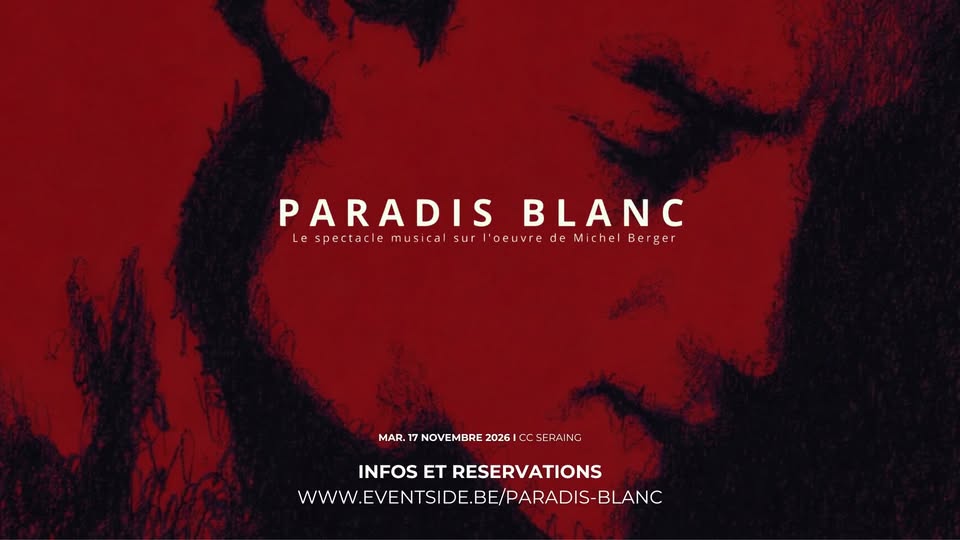 PARADIS BLANC
Le spectacle musical sur l'oeuvre de Michel Berger
MAR. 17 NOVEMBRE 2026 I CC SERAING
INFOS ET RESERVATIONS
WWW.EVENTSIDE.BE/PARADIS-BLANC